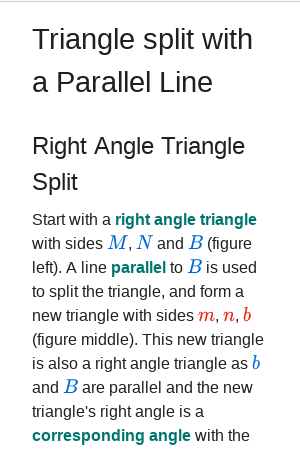 Triangle split with
a Parallel Line
Right Angle Triangle
Split
Start with a right angle triangle
with sides M, N and B (figure
left). A line parallel to B is used
to split the triangle, and form a
new triangle with sides m, n, b
(figure middle). This new triangle
is also a right angle triangle as b
and B are parallel and the new
triangle's right angle is a
corresponding angle with the